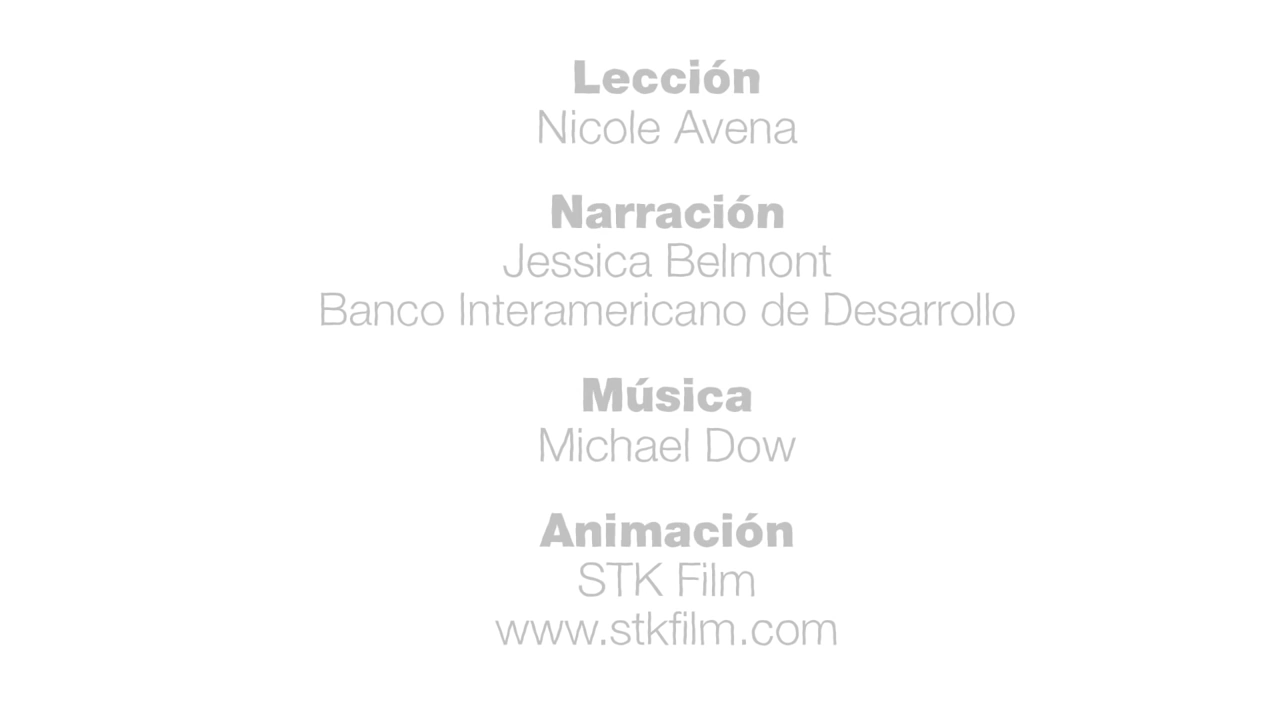 Lección
Nicole Avena
Narración
Jessica Belmont
Banco Interamericano de Desarrollo
Música
Michael Dow
Animación
STK Film
www.stkfilm.com